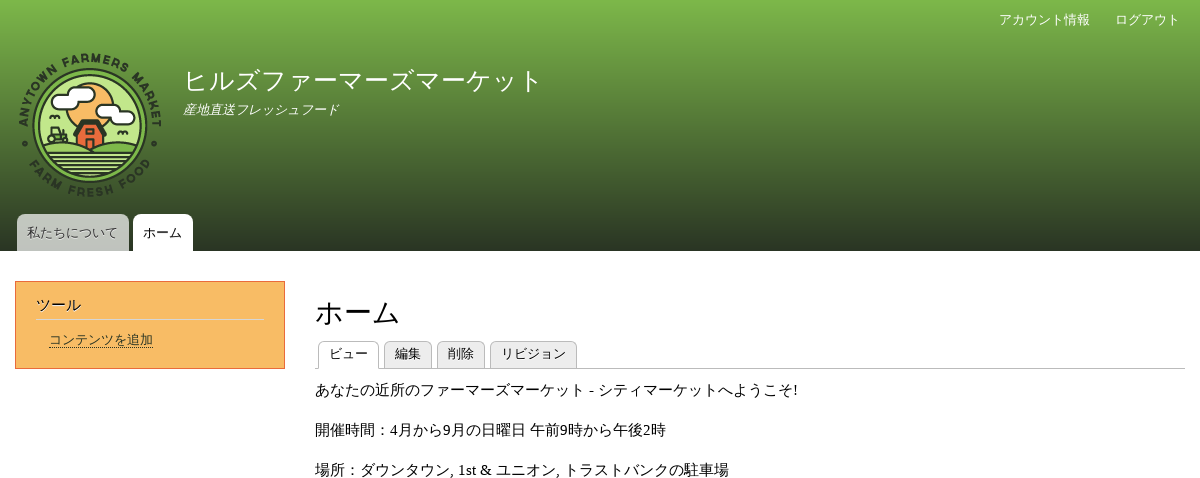 アカウント情報 ログアウト
ANYTOWN FARMERS MARKET
FARM FRESH FOOD
ヒルズファーマーズマーケット
産地直送フレッシュフード
私たちについて ホーム
ツール
コンテンツを追加
ホーム
ビュー 編集 削除 リビジョン
あなたの近所のファーマーズマーケット - シティマーケットへようこそ!
開催時間：4月から9月の日曜日 午前9時から午後2時
場所：ダウンタウン, 1st & ユニオン, トラストバンクの駐車場